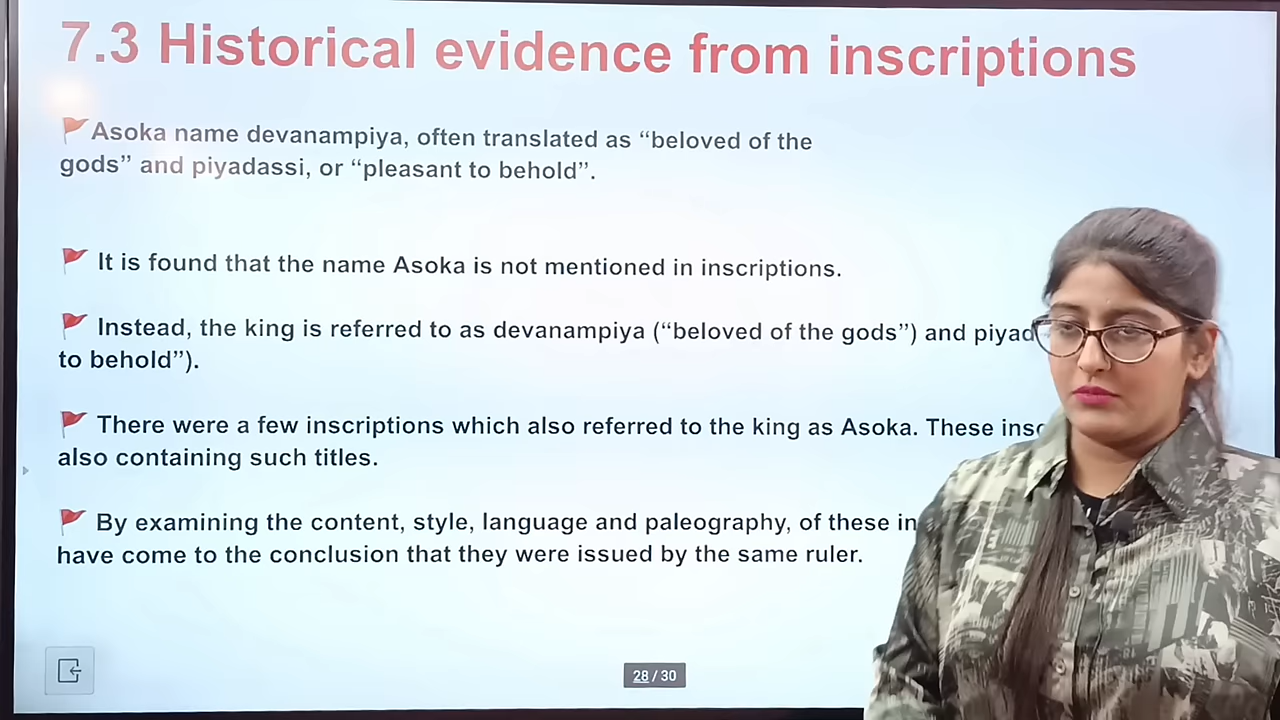 7.3 Historical evidence from inscriptions
Asoka name devanampiya, often translated as “beloved of the
gods” and piyadassi, or “pleasant to behold”.
It is found that the name Asoka is not mentioned in inscriptions.
Instead, the king is referred to as devanampiya (“beloved of the gods”) and
to behold”).
There were a few inscriptions which also referred to the king as Asoka. These
also containing such titles.
By examining the content, style, language and paleography, of these
have come to the conclusion that they were issued by the same ruler.
28 / 30